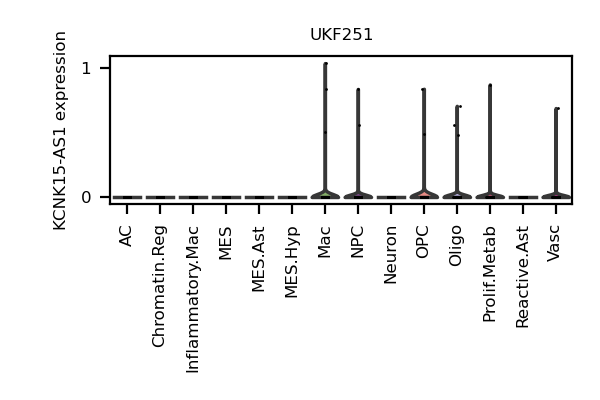 UKF251
KCNK15-AS1 expression
1
0
AC
Chromatin.Reg
Inflammatory.Mac
MES
MES.Ast
MES.Hyp
Mac
NPC
Neuron
OPC
Oligo
Prolif.Metab
Reactive.Ast
Vasc